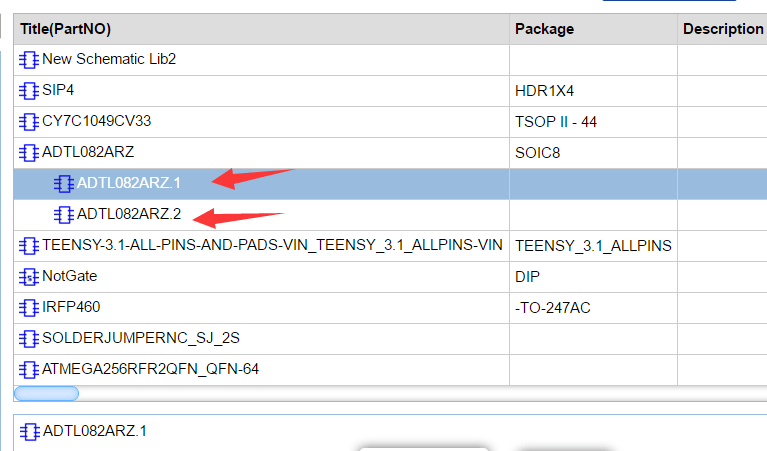 Title(PartNO) Package Description
New Schematic Lib2
SIP4 HDR1X4
CY7C1049CV33 TSOP II - 44
ADTL082ARZ SOIC8
ADTL082ARZ.1
ADTL082ARZ.2
TEENSY-3.1-ALL-PINS-AND-PADS-VIN_TEENSY_3.1_ALLPINS-VIN TEENSY_3.1_ALLPINS
NotGate DIP
IRFP460 -TO-247AC
SOLDERJUMPERNC_SJ_2S
ATMEGA256RFR2QFN_QFN-64
ADTL082ARZ.1